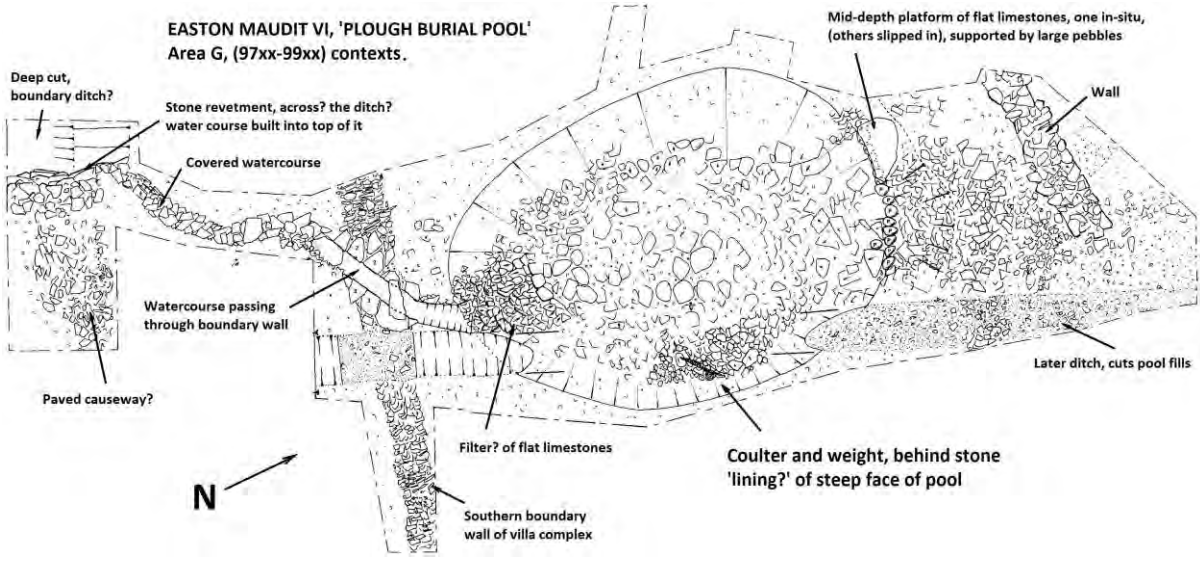 EASTON MAUDIT VI, 'PLOUGH BURIAL POOL'
Area G, (97xx-99xx) contexts.
Deep cut,
boundary ditch?
Stone revetment, across? the ditch?
water course built into top of it
Covered watercourse
Mid-depth platform of flat limestones, one in-situ,
(others slipped in), supported by large pebbles
Wall
Watercourse passing
through boundary wall
Paved causeway?
Later ditch, cuts pool fills
Filter? of flat limestones
Coulter and weight, behind stone
'lining?' of steep face of pool
N
Southern boundary
wall of villa complex